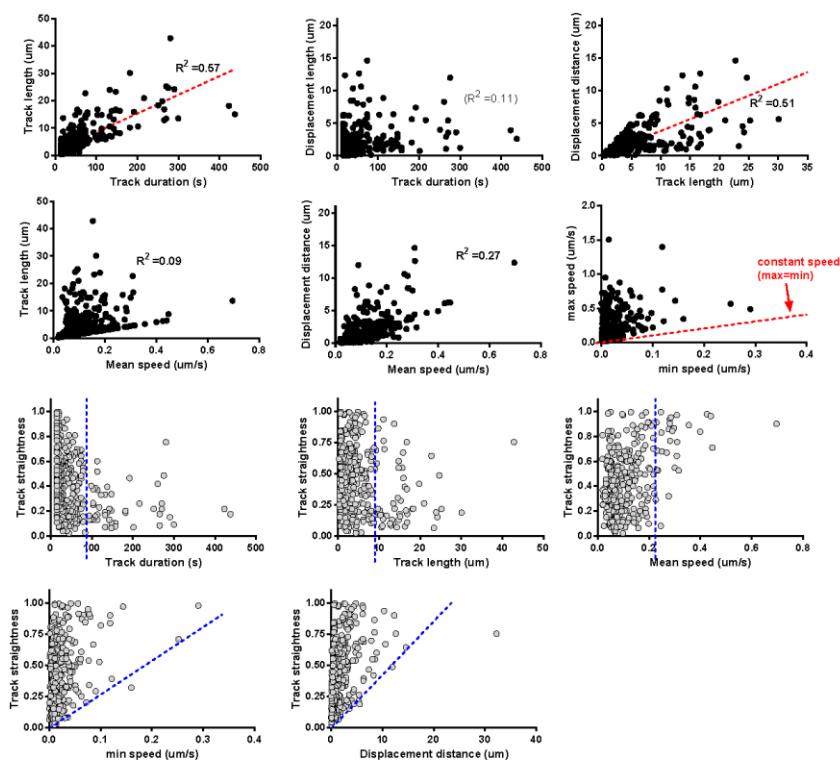 50
40
30
20
10
0
Track length (um)
R² =0.57
0 100 200 300 400 500
Track duration (s)
20
15
10
5
0
Displacement length (um)
(R² =0.11)
0 100 200 300 400 500
Track duration (s)
20
15
10
5
0
Displacement distance (um)
R² =0.51
0 5 10 15 20 25 30 35
Track length (um)
50
40
30
20
10
0
Track length (um)
R² =0.09
0.0 0.2 0.4 0.6 0.8
Mean speed (um/s)
20
15
10
5
0
Displacement distance (um)
R² =0.27
0.0 0.2 0.4 0.6 0.8
Mean speed (um/s)
2.0
1.5
1.0
0.5
0.0
max speed (um/s)
constant speed
(max=min)
0.0 0.1 0.2 0.3 0.4
min speed (um/s)
1.0
0.8
0.6
0.4
0.2
0.0
Track straightness
0 100 200 300 400 500
Track duration (s)
1.0
0.8
0.6
0.4
0.2
0.0
Track straightness
0 10 20 30 40 50
Track length (um)
1.0
0.8
0.6
0.4
0.2
0.0
Track straightness
0.0 0.2 0.4 0.6 0.8
Mean speed (um/s)
1.00
0.75
0.50
0.25
0.00
Track straightness
0.0 0.1 0.2 0.3 0.4
min speed (um/s)
1.00
0.75
0.50
0.25
0.00
Track straightness
0 10 20 30 40
Displacement distance (um)